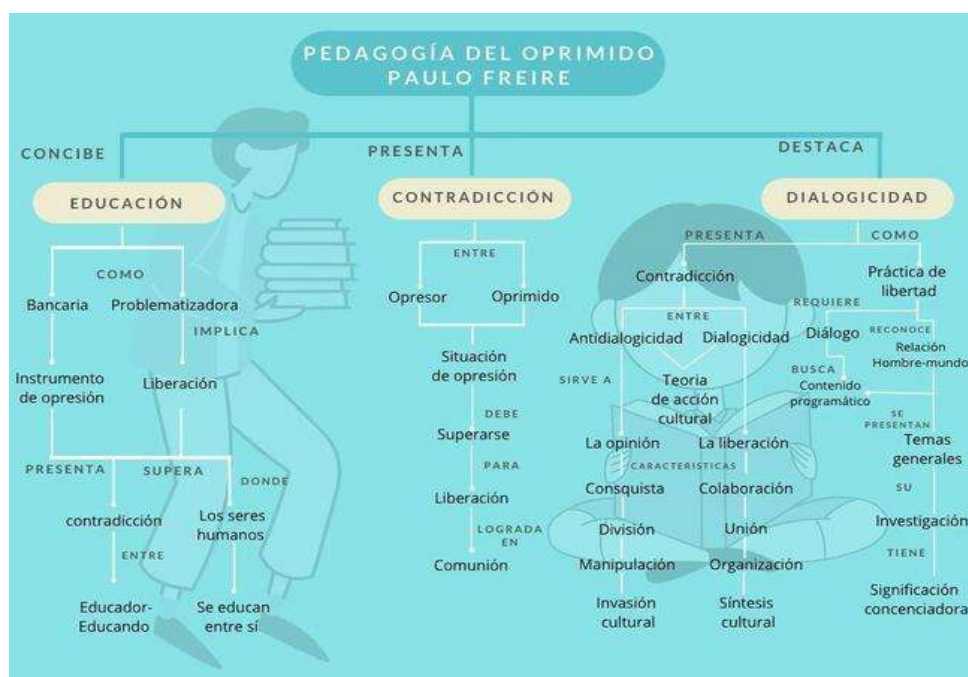 PEDAGOGÍA DEL OPRIMIDO
PAULO FREIRE
CONCIBE
PRESENTA
DESTACA
EDUCACIÓN
COMO
Bancaria
Problematizadora
IMPLICA
Instrumento
de opresión
Liberación
PRESENTA
SUPERA
DONDE
contradicción
Los seres
humanos
ENTRE
Educador-
Educando
Se educan
entre sí
CONTRADICCIÓN
ENTRE
Opresor
Oprimido
Situación
de opresión
DEBE
Superarse
PARA
Liberación
LOGRADA
EN
Comunión
DIALOGICIDAD
PRESENTA
COMO
Contradicción
ENTRE
Antidialogicidad
Dialogicidad
SIRVE A
Teoria
de acción
cultural
La opinión
La liberación
CARACTERISTICAS
Consquista
Colaboración
División
Unión
Manipulación
Organización
Invasión
cultural
Síntesis
cultural
Práctica de
libertad
REQUIERE
Diálogo
RECONOCE
Relación
Hombre-mundo
BUSCA
Contenido
programático
SE
PRESENTAN
Temas
generales
SU
Investigación
TIENE
Significación
concenciadora